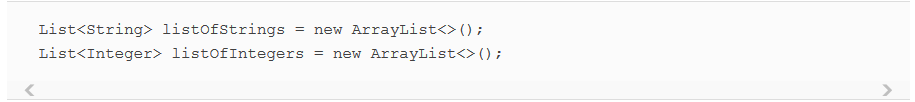 List<String> listOfStrings = new ArrayList<>();
List<Integer> listOfIntegers = new ArrayList<>();